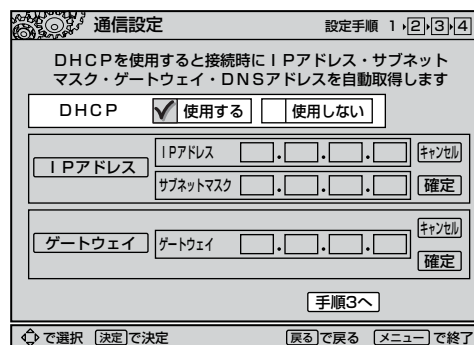 通信設定 設定手順 1 2 3 4
DHCPを使用すると接続時にIPアドレス・サブネット
マスク・ゲートウェイ・DNSアドレスを自動取得します
DHCP 使用する 使用しない
IPアドレス
IPアドレス . . . キャンセル
サブネットマスク . . . 確定
ゲートウェイ
ゲートウェイ . . . キャンセル
確定
手順3へ
で選択 決定で決定 戻るで戻る メニューで終了